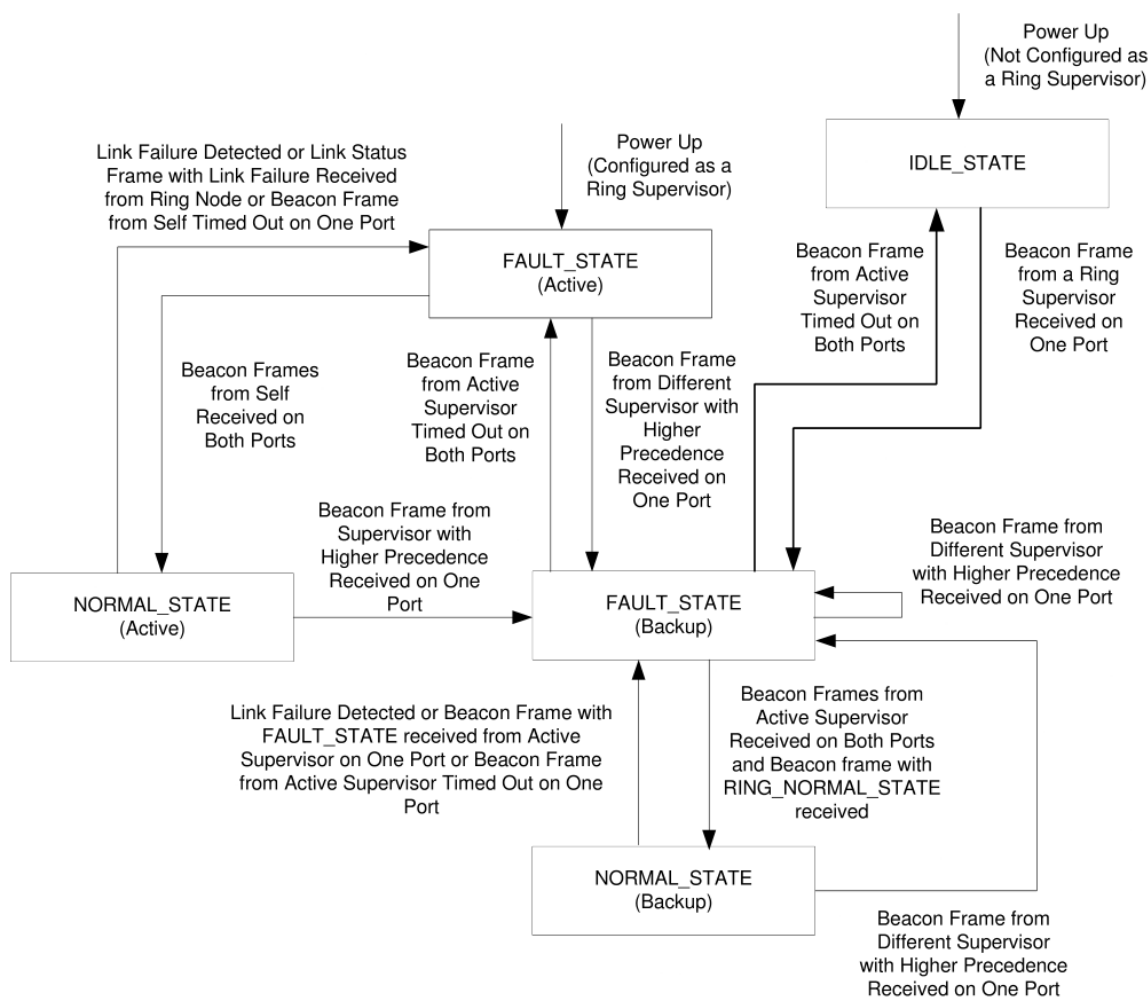 Power Up
(Not Configured as
a Ring Supervisor)
IDLE_STATE
Power Up
(Configured as a
Ring Supervisor)
Link Failure Detected or Link Status
Frame with Link Failure Received
from Ring Node or Beacon Frame
from Self Timed Out on One Port
FAULT_STATE
(Active)
Beacon Frame
from Active
Supervisor
Timed Out on
Both Ports
Beacon Frame
from a Ring
Supervisor
Received on
One Port
Beacon Frames
from Self
Received on
Both Ports
Beacon Frame
from Active
Supervisor
Timed Out on
Both Ports
Beacon Frame
from Different
Supervisor with
Higher
Precedence
Received on
One Port
Beacon Frame from
Supervisor with
Higher Precedence
Received on One
Port
Beacon Frame from
Different Supervisor
with Higher Precedence
Received on One Port
NORMAL_STATE
(Active)
FAULT_STATE
(Backup)
Link Failure Detected or Beacon Frame with
FAULT_STATE received from Active
Supervisor on One Port or Beacon Frame
from Active Supervisor Timed Out on One
Port
Beacon Frames from
Active Supervisor
Received on Both Ports
and Beacon frame with
RING_NORMAL_STATE
received
NORMAL_STATE
(Backup)
Beacon Frame from
Different Supervisor
with Higher Precedence
Received on One Port